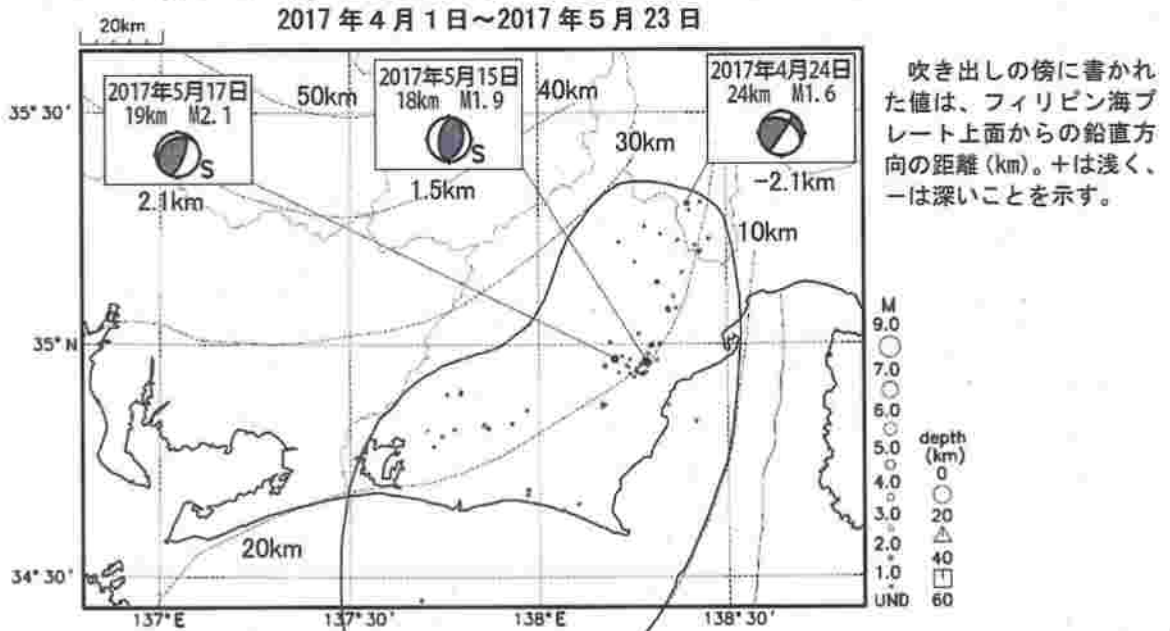 2017年4月1日～2017年5月23日
20km
2017年5月17日
19km M2.1
S
2.1km
2017年5月15日
18km M1.9
S
1.5km
2017年4月24日
24km M1.6
-2.1km
50km
40km
30km
10km
20km
35°30'
35°N
34°30'
137°E
137°30'
138°E
138°30'
吹き出しの傍に書かれ
た値は、フィリピン海プ
レート上面からの鉛直方
向の距離(km)。＋は浅く、
－は深いことを示す。
M
9.0
7.0
6.0
5.0
4.0
3.0
2.0
1.0
UND
depth
(km)
0
20
40
60